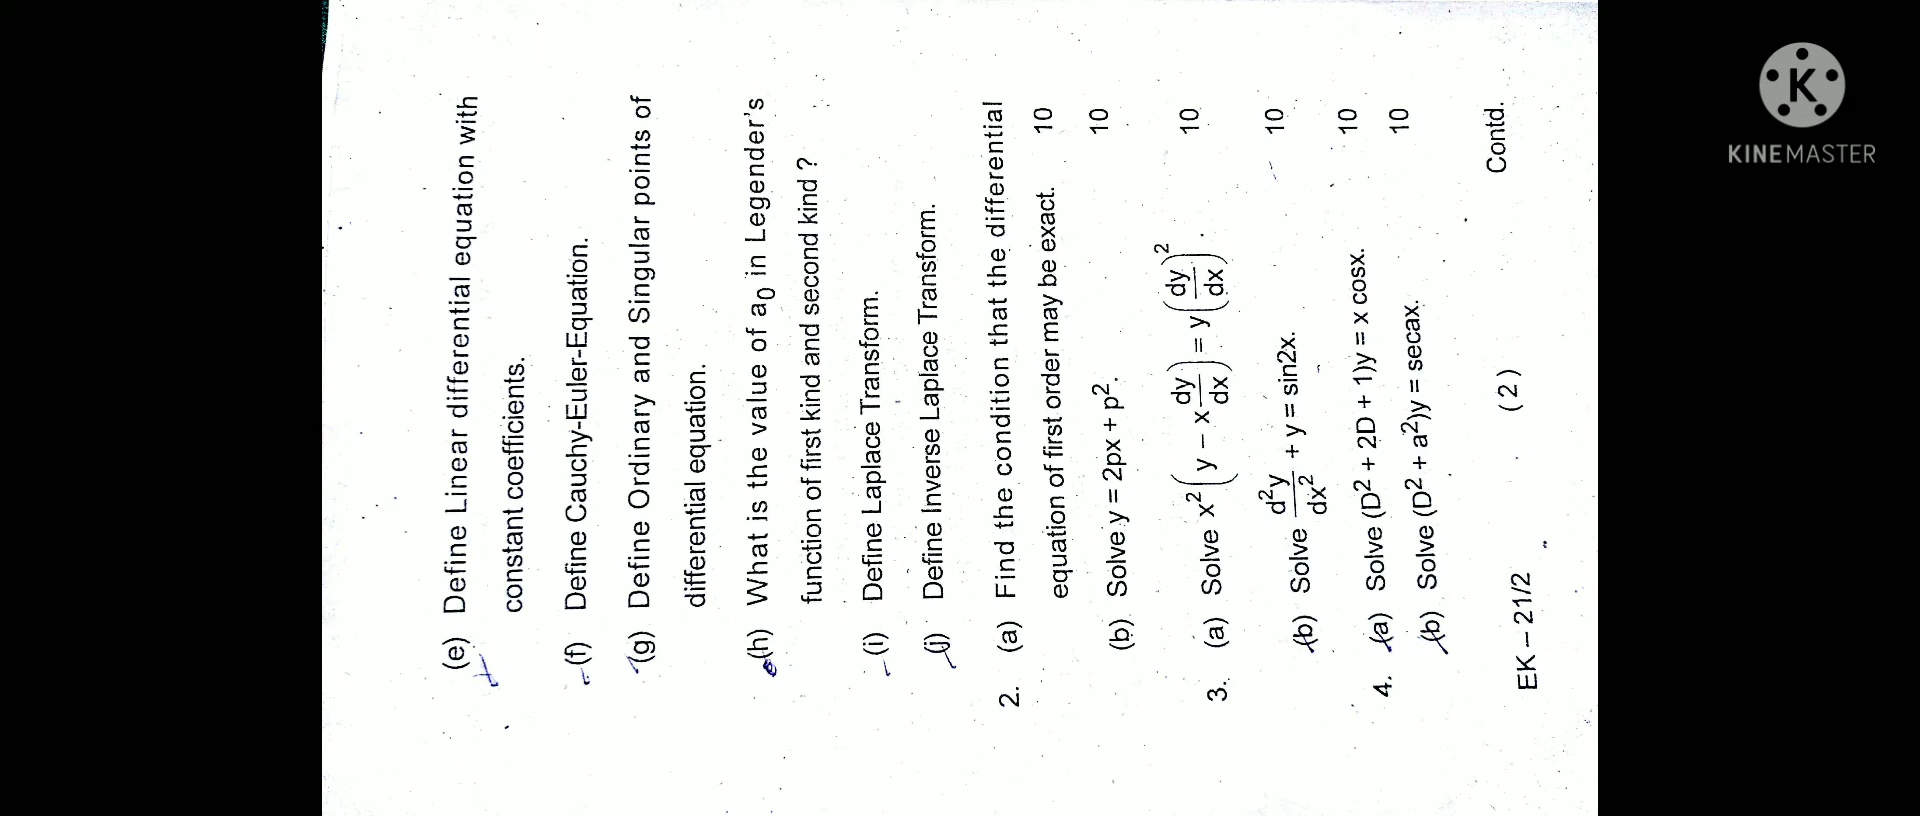 (e) Define Linear differential equation with
constant coefficients.
(f) Define Cauchy-Euler-Equation.
(g) Define Ordinary and Singular points of
differential equation.
(h) What is the value of a₀ in Legender's
function of first kind and second kind ?
(i) Define Laplace Transform.
(j) Define Inverse Laplace Transform.
2. (a) Find the condition that the differential
equation of first order may be exact. 10
(b) Solve y = 2px + p². 10
3. (a) Solve x²(y − x dy/dx) = y(dy/dx)². 10
(b) Solve d²y/dx² + y = sin2x. 10
4. (a) Solve (D² + 2D + 1)y = x cosx. 10
(b) Solve (D² + a²)y = secax. 10
EK – 21/2 (2) Contd.
K
KINEMASTER